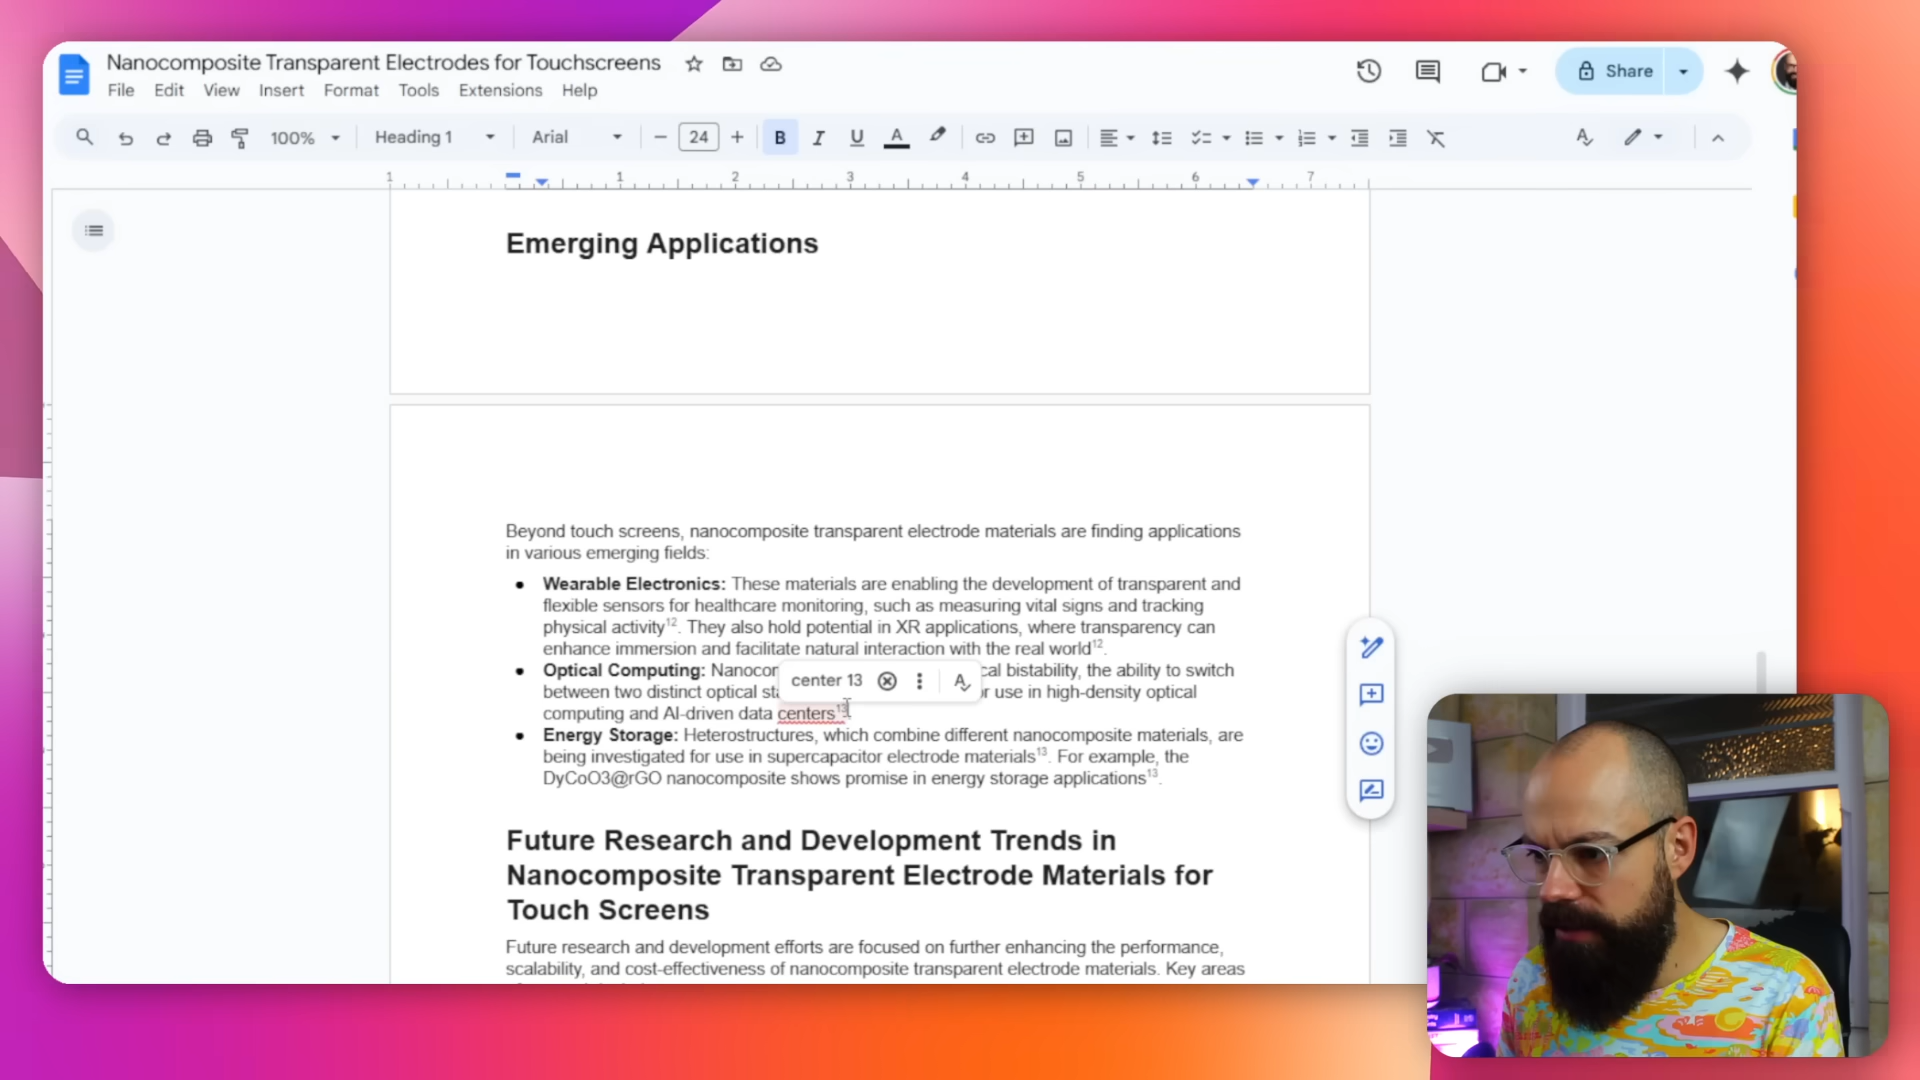 Nanocomposite Transparent Electrodes for Touchscreens
File Edit View Insert Format Tools Extensions Help
Share
100% Heading 1 Arial 24 B I U A
1 1 2 3 4 5 6 7
Emerging Applications
Beyond touch screens, nanocomposite transparent electrode materials are finding applications
in various emerging fields:
● Wearable Electronics: These materials are enabling the development of transparent and
flexible sensors for healthcare monitoring, such as measuring vital signs and tracking
physical activity¹². They also hold potential in XR applications, where transparency can
enhance immersion and facilitate natural interaction with the real world¹².
● Optical Computing: cal bistability, the ability to switch
center 13
between two distinct optical use in high-density optical
computing and AI-driven data centers¹³.
● Energy Storage: Heterostructures, which combine different nanocomposite materials, are
being investigated for use in supercapacitor electrode materials¹³. For example, the
DyCoO3@rGO nanocomposite shows promise in energy storage applications¹³.
Future Research and Development Trends in
Nanocomposite Transparent Electrode Materials for
Touch Screens
Future research and development efforts are focused on further enhancing the performance,
scalability, and cost-effectiveness of nanocomposite transparent electrode materials. Key areas